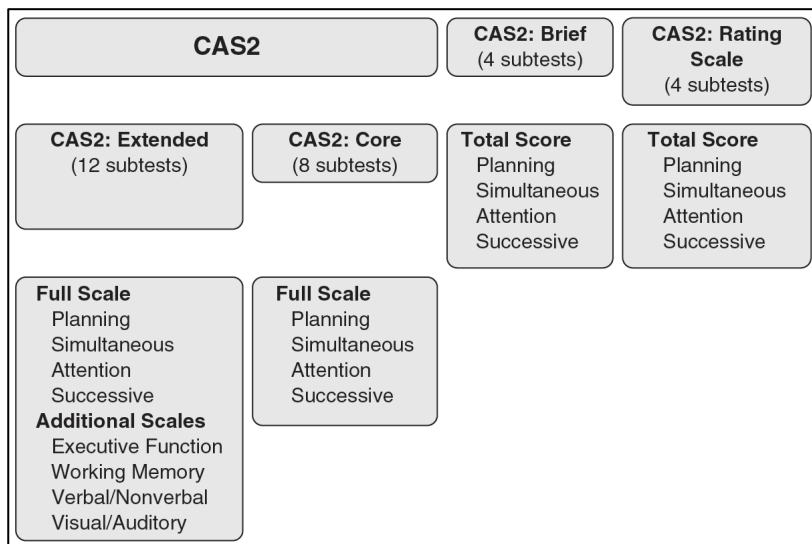 CAS2
CAS2: Brief
(4 subtests)
CAS2: Rating
Scale
(4 subtests)
CAS2: Extended
(12 subtests)
CAS2: Core
(8 subtests)
Total Score
Planning
Simultaneous
Attention
Successive
Total Score
Planning
Simultaneous
Attention
Successive
Full Scale
Planning
Simultaneous
Attention
Successive
Additional Scales
Executive Function
Working Memory
Verbal/Nonverbal
Visual/Auditory
Full Scale
Planning
Simultaneous
Attention
Successive